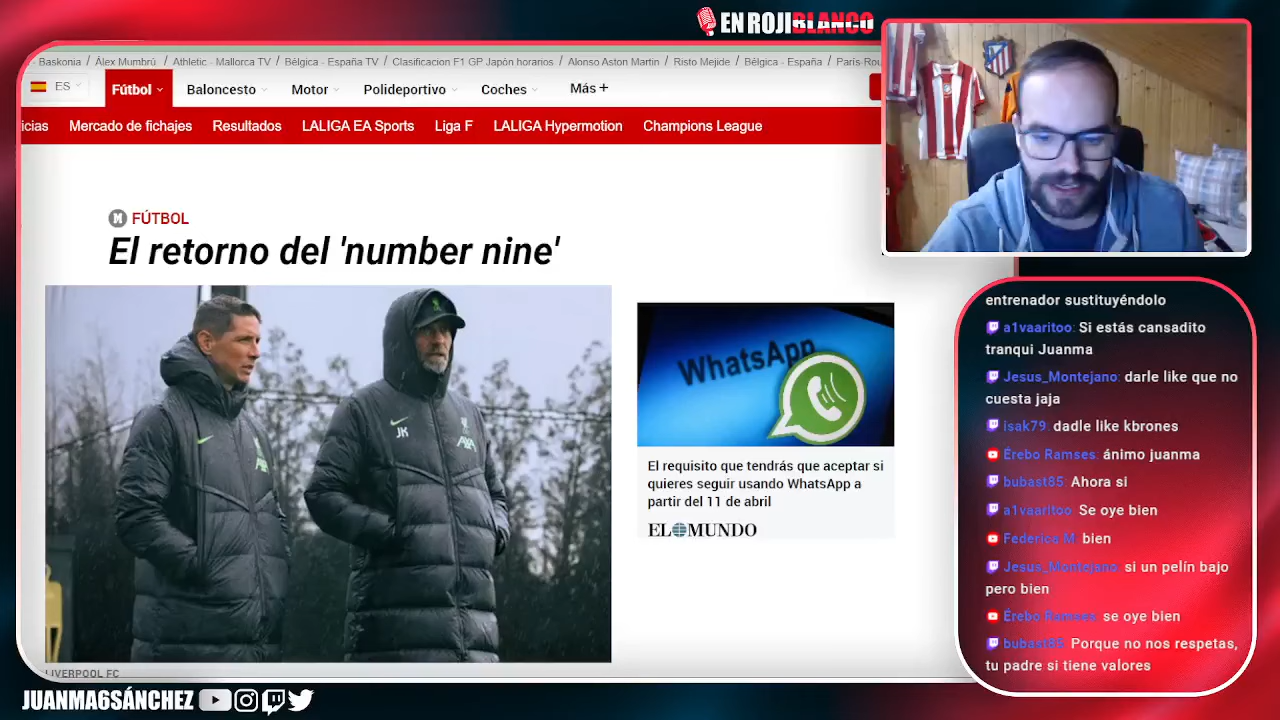 EN ROJIBLANCO
- Baskonia / Álex Mumbrú / Athletic - Mallorca TV / Bélgica - España TV / Clasificacion F1 GP Japón horarios / Alonso Aston Martin / Risto Mejide / Bélgica - España / Paris-Rou
ES
Fútbol
Baloncesto
Motor
Polideportivo
Coches
Más +
icias
Mercado de fichajes
Resultados
LALIGA EA Sports
Liga F
LALIGA Hypermotion
Champions League
M FÚTBOL
El retorno del 'number nine'
JK
AXA
AXA
WhatsApp
El requisito que tendrás que aceptar si
quieres seguir usando WhatsApp a
partir del 11 de abril
EL MUNDO
LIVERPOOL FC
entrenador sustituyéndolo
a1vaaritoo: Si estás cansadito
tranqui Juanma
Jesus_Montejano: darle like que no
cuesta jaja
isak79: dadle like kbrones
Érebo Ramses: ánimo juanma
bubast85: Ahora si
a1vaaritoo: Se oye bien
Federica M: bien
Jesus_Montejano: si un pelín bajo
pero bien
Érebo Ramses: se oye bien
bubast85: Porque no nos respetas,
tu padre si tiene valores
JUANMA6SÁNCHEZ